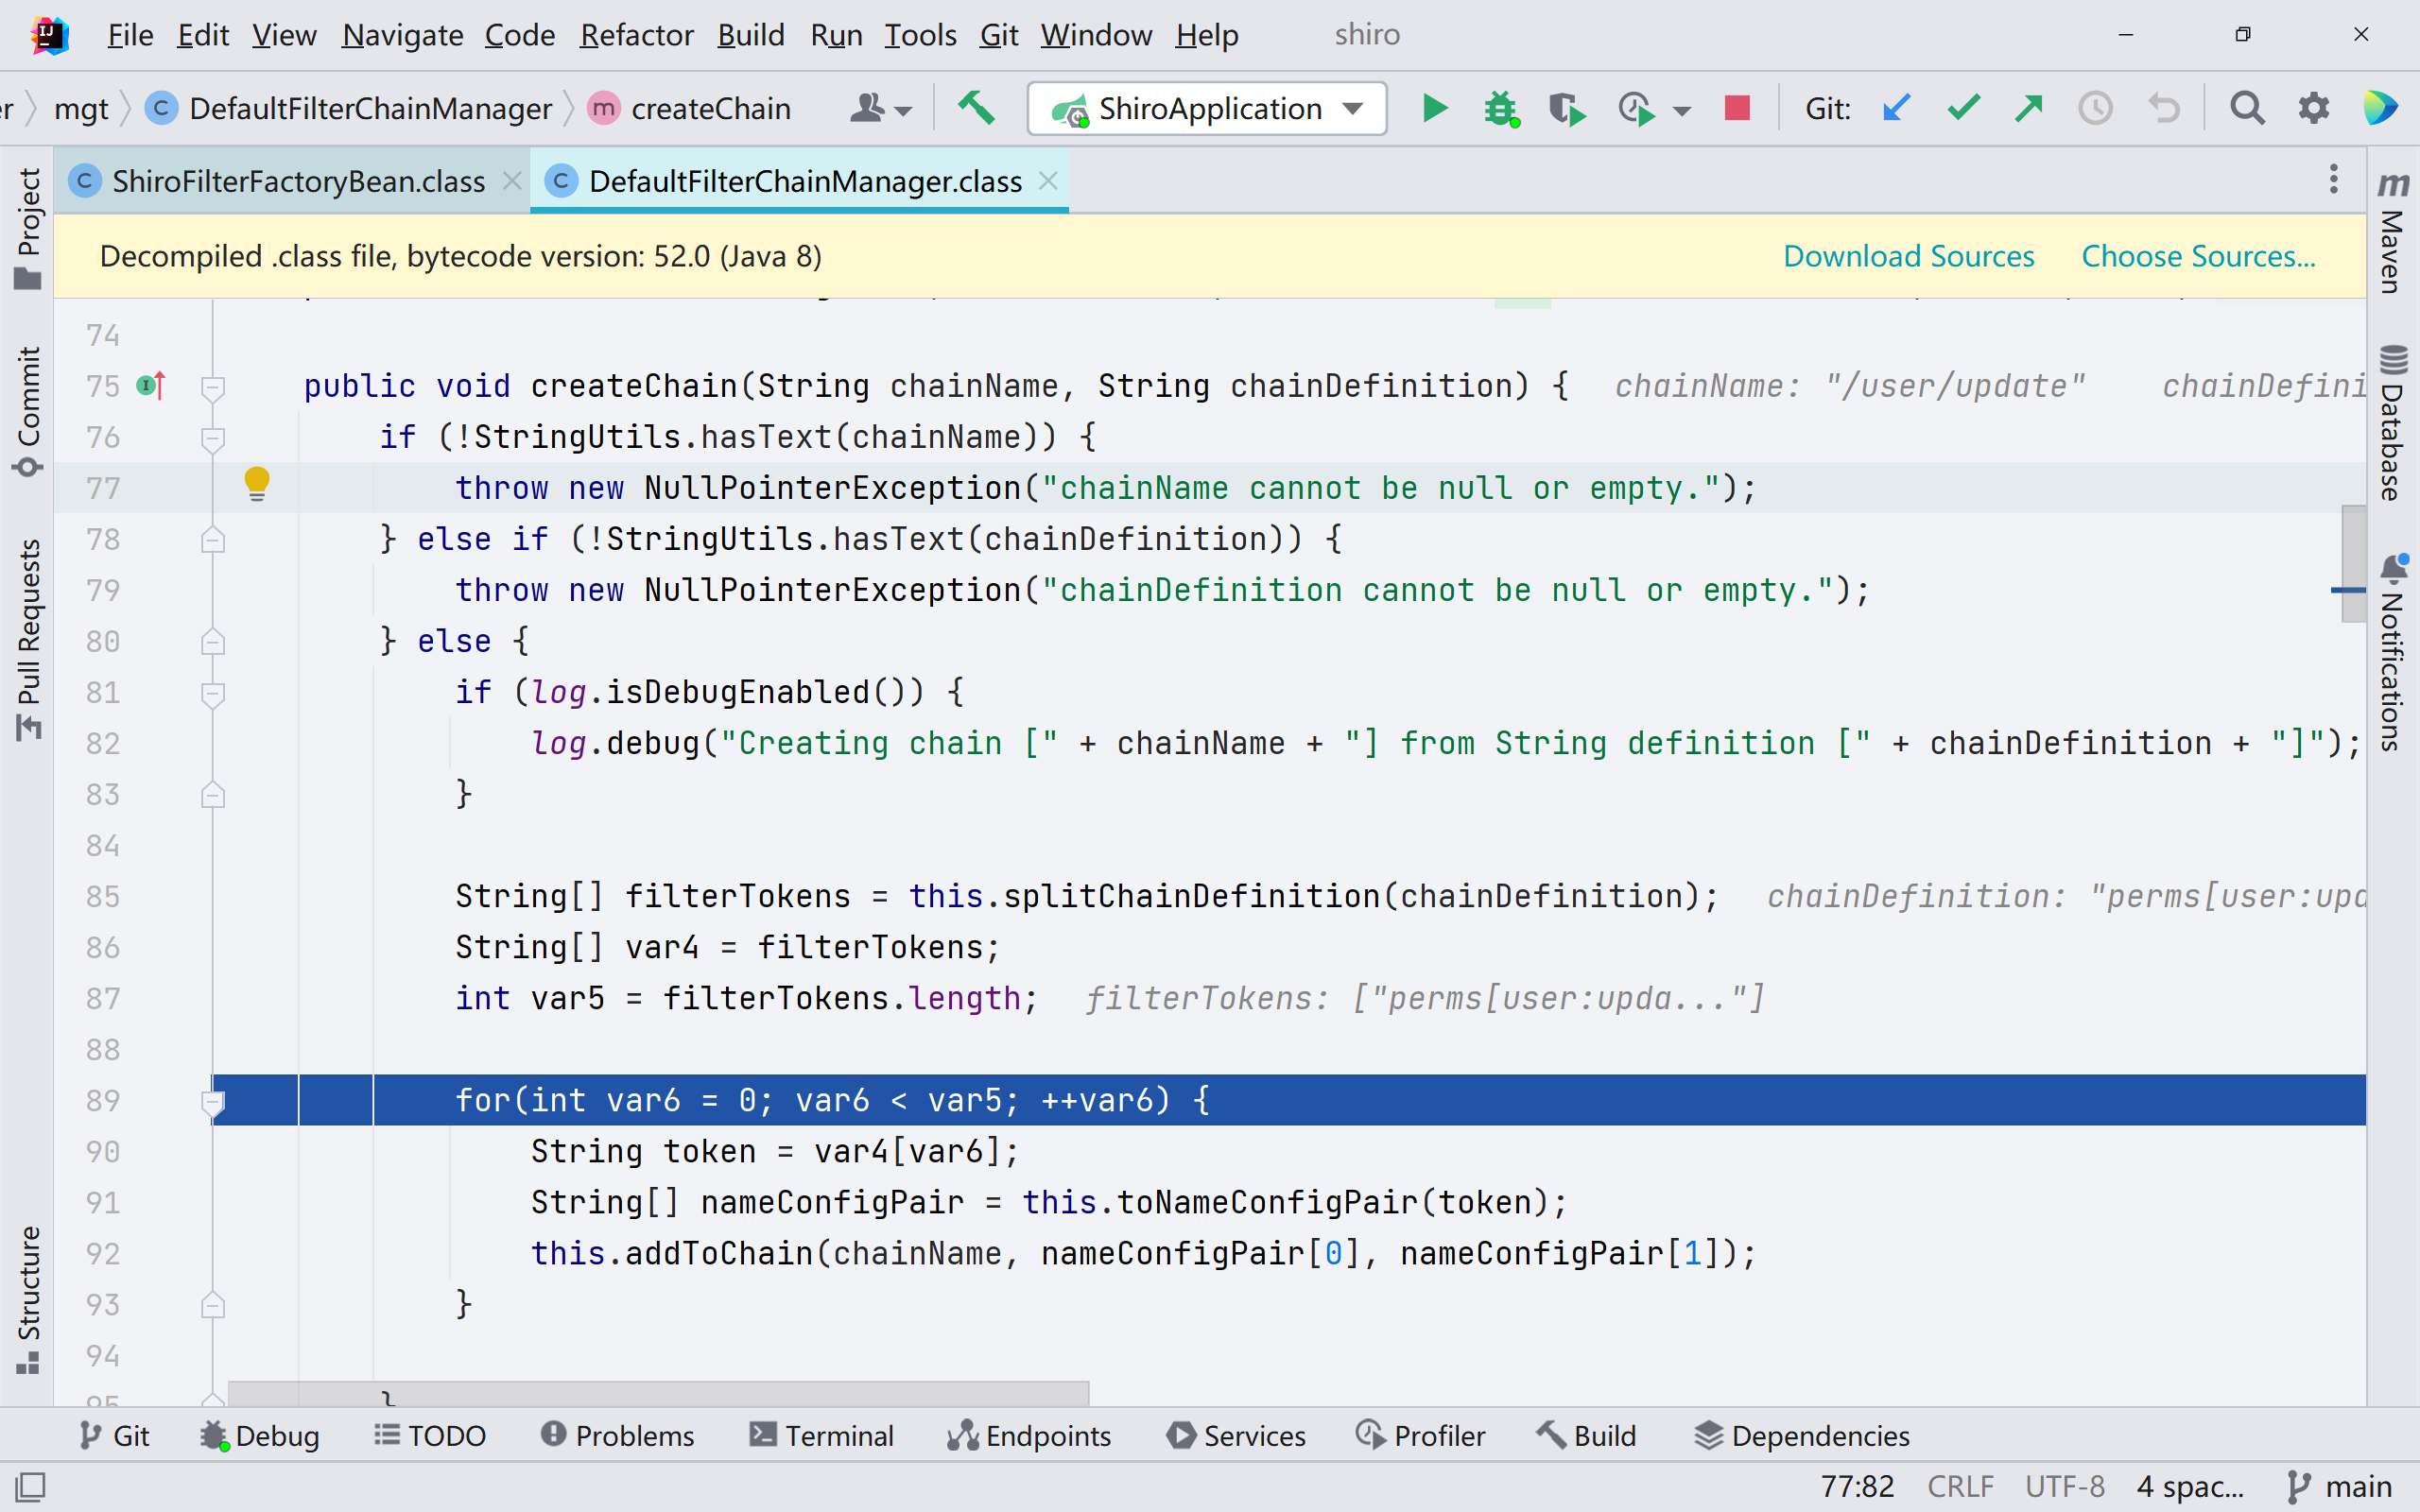 File Edit View Navigate Code Refactor Build Run Tools Git Window Help shiro
mgt DefaultFilterChainManager createChain ShiroApplication Git:
ShiroFilterFactoryBean.class DefaultFilterChainManager.class
Decompiled .class file, bytecode version: 52.0 (Java 8) Download Sources Choose Sources...
74
75 public void createChain(String chainName, String chainDefinition) { chainName: "/user/update" chainDefini
76 if (!StringUtils.hasText(chainName)) {
77 throw new NullPointerException("chainName cannot be null or empty.");
78 } else if (!StringUtils.hasText(chainDefinition)) {
79 throw new NullPointerException("chainDefinition cannot be null or empty.");
80 } else {
81 if (log.isDebugEnabled()) {
82 log.debug("Creating chain [" + chainName + "] from String definition [" + chainDefinition + "]");
83 }
84
85 String[] filterTokens = this.splitChainDefinition(chainDefinition); chainDefinition: "perms[user:upd
86 String[] var4 = filterTokens;
87 int var5 = filterTokens.length; filterTokens: ["perms[user:upda..."]
88
89 for(int var6 = 0; var6 < var5; ++var6) {
90 String token = var4[var6];
91 String[] nameConfigPair = this.toNameConfigPair(token);
92 this.addToChain(chainName, nameConfigPair[0], nameConfigPair[1]);
93 }
94
Project
Commit
Pull Requests
Structure
Maven
Database
Notifications
Git Debug TODO Problems Terminal Endpoints Services Profiler Build Dependencies
77:82 CRLF UTF-8 4 spac... main